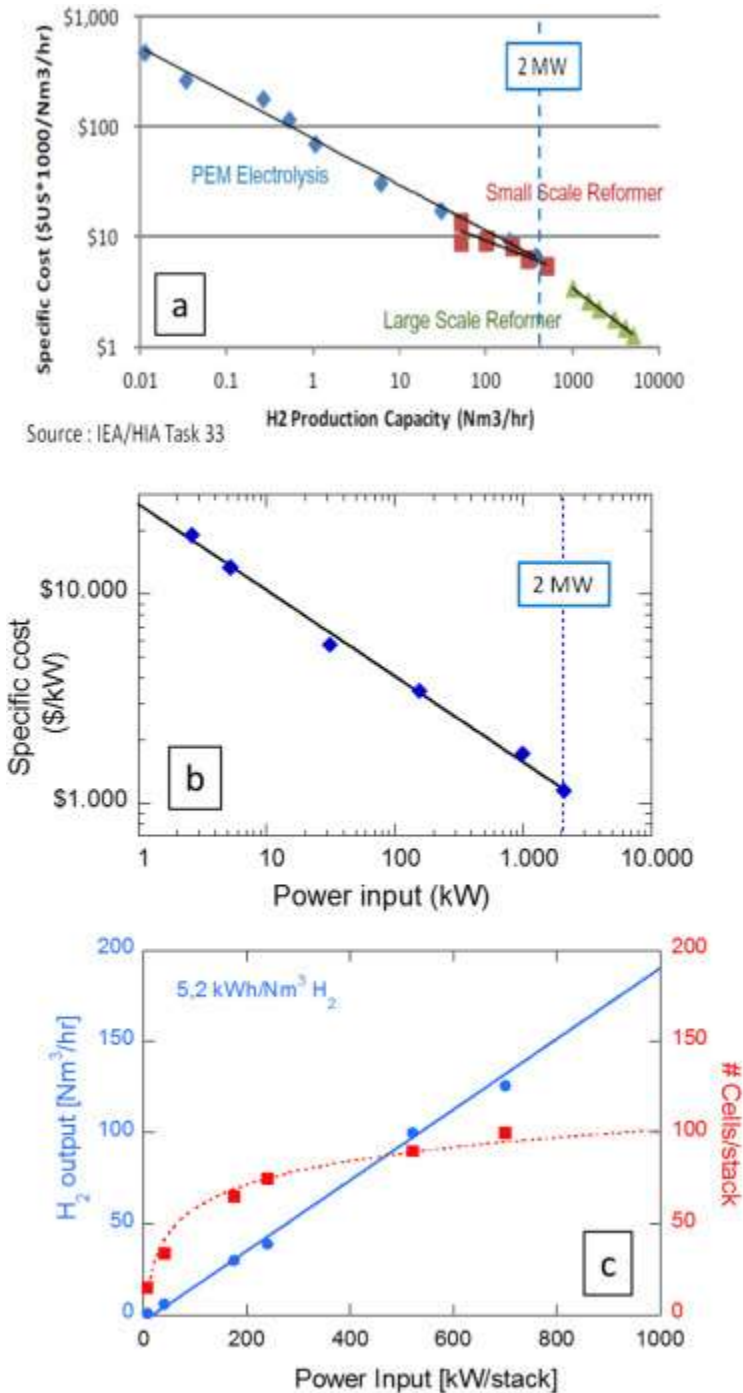 $1,000
$100
$10
$1
Specific Cost ($US*1000/Nm3/hr)
2 MW
PEM Electrolysis
Small Scale Reformer
Large Scale Reformer
a
0.01 0.1 1 10 100 1000 10000
H2 Production Capacity (Nm3/hr)
Source : IEA/HIA Task 33
Specific cost
($/kW)
$10.000
$1.000
2 MW
b
1 10 100 1.000 10.000
Power input (kW)
200
150
100
50
0
H2 output [Nm3/hr]
5,2 kWh/Nm3 H2
200
150
100
50
0
# Cells/stack
c
0 200 400 600 800 1000
Power Input [kW/stack]